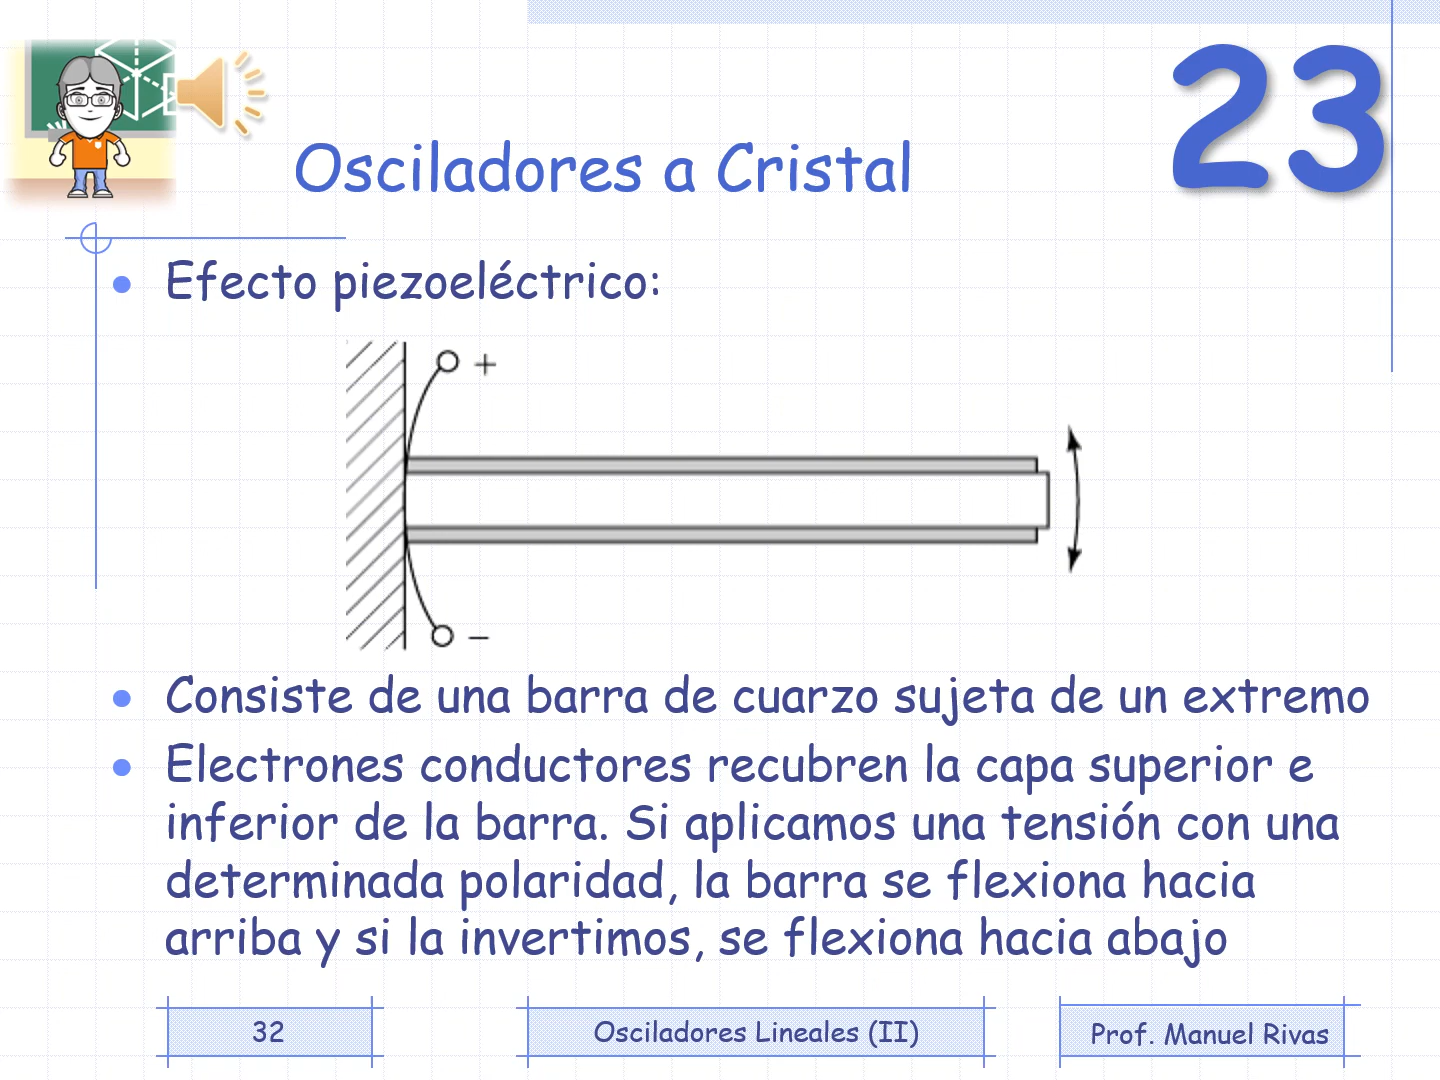 23
Osciladores a Cristal
• Efecto piezoeléctrico:
+
−
• Consiste de una barra de cuarzo sujeta de un extremo
• Electrones conductores recubren la capa superior e
inferior de la barra. Si aplicamos una tensión con una
determinada polaridad, la barra se flexiona hacia
arriba y si la invertimos, se flexiona hacia abajo
32
Osciladores Lineales (II)
Prof. Manuel Rivas